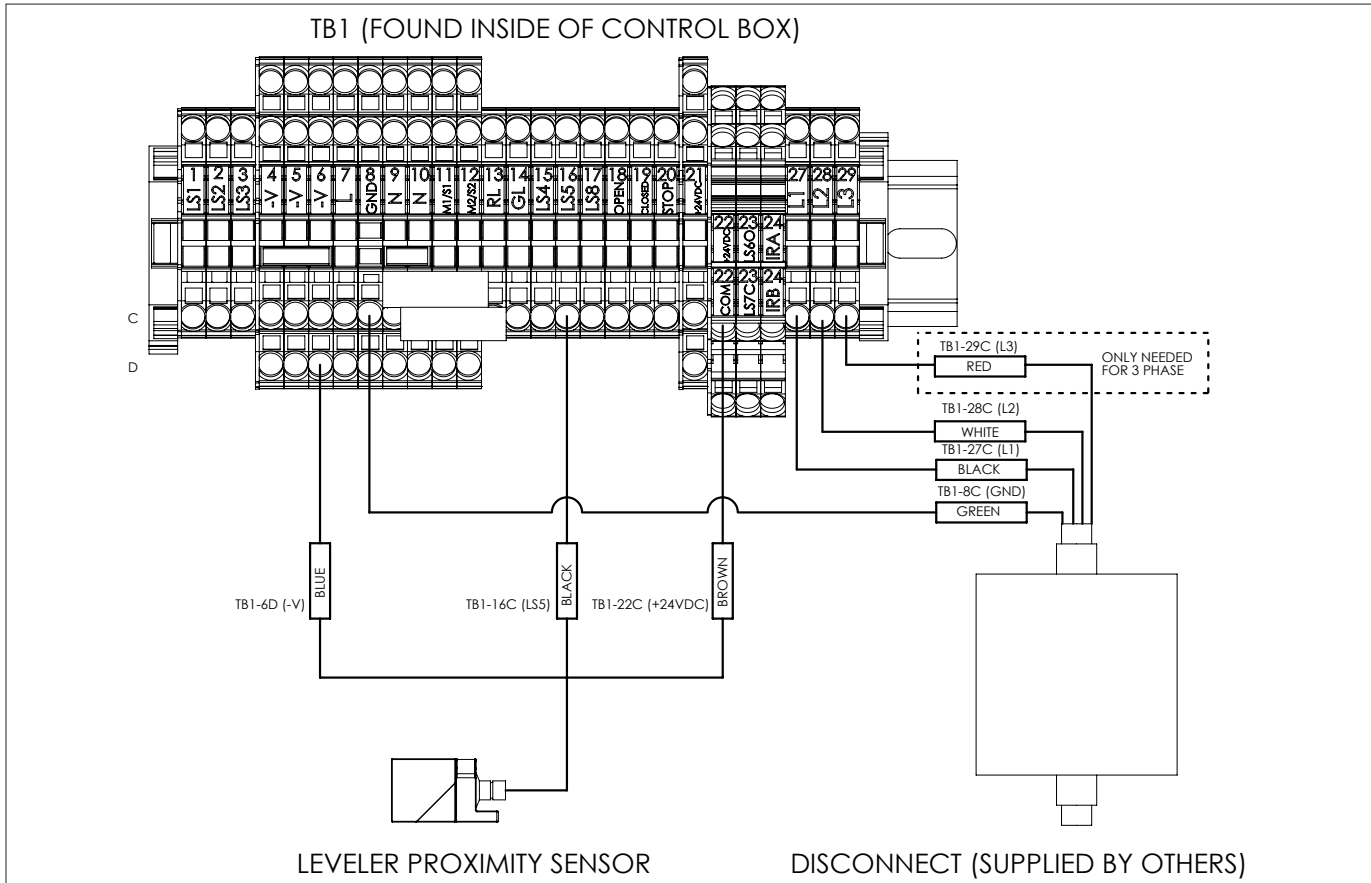 TB1 (FOUND INSIDE OF CONTROL BOX)
1 LS1
2 LS2
3 LS3
4 -V
5 -V
6 -V
7 L
8 GND
9 N
10 N
11 M1/S1
12 M2/S2
13 RL
14 GL
15 LS4
16 LS5
17 LS8
18 OPEN
19 CLOSED
20 STOP
21 +24VDC
22 +24VDC
23 LS6O
24 IRA
22 COM
23 LS7C
24 IRB
27 L1
28 L2
29 L3
C
D
TB1-29C (L3)
RED
ONLY NEEDED
FOR 3 PHASE
TB1-28C (L2)
WHITE
TB1-27C (L1)
BLACK
TB1-8C (GND)
GREEN
TB1-6D (-V)
BLUE
TB1-16C (LS5)
BLACK
TB1-22C (+24VDC)
BROWN
LEVELER PROXIMITY SENSOR
DISCONNECT (SUPPLIED BY OTHERS)